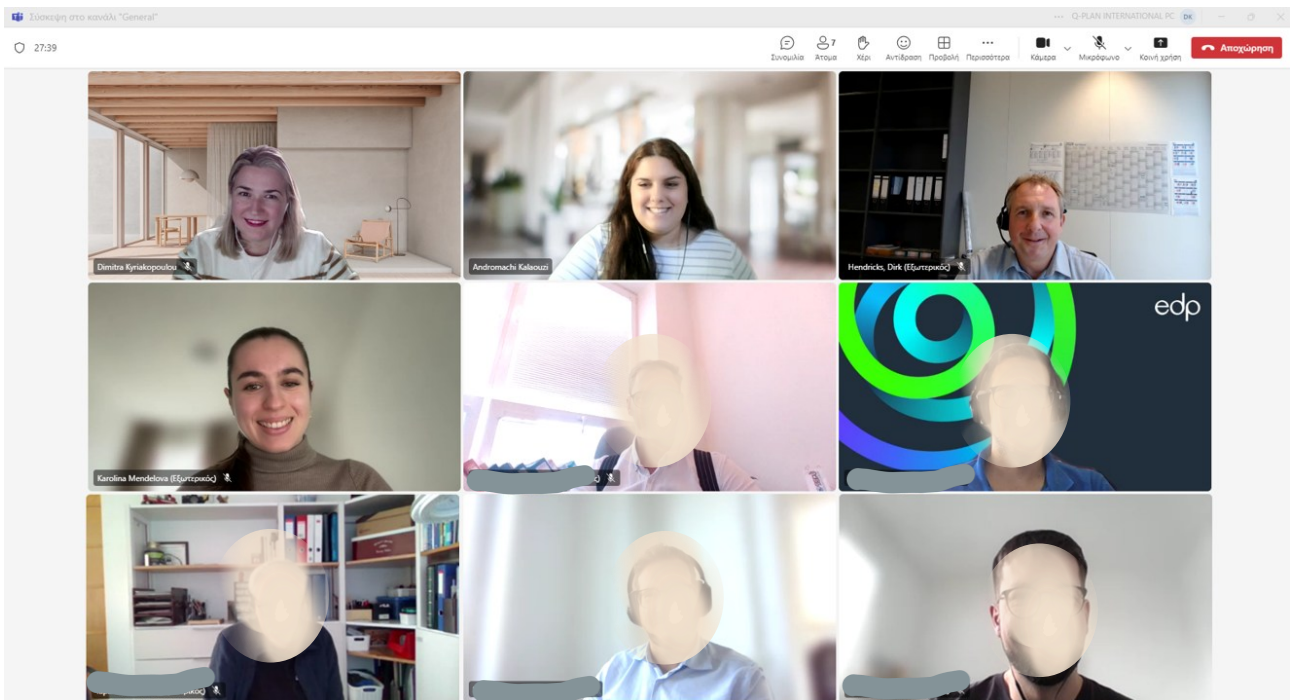 Σύσκεψη στο κανάλι "General"
Q-PLAN INTERNATIONAL PC DK
27:39
7
Συνομιλία Άτομα Χέρι Αντίδραση Προβολή Περισσότερα Κάμερα Μικρόφωνο Κοινή χρήση Αποχώρηση
Dimitra Kyriakopoulou
Andromachi Kalaouzi
Hendricks, Dirk (Εξωτερικός)
edp
Karolina Mendelova (Εξωτερικός)